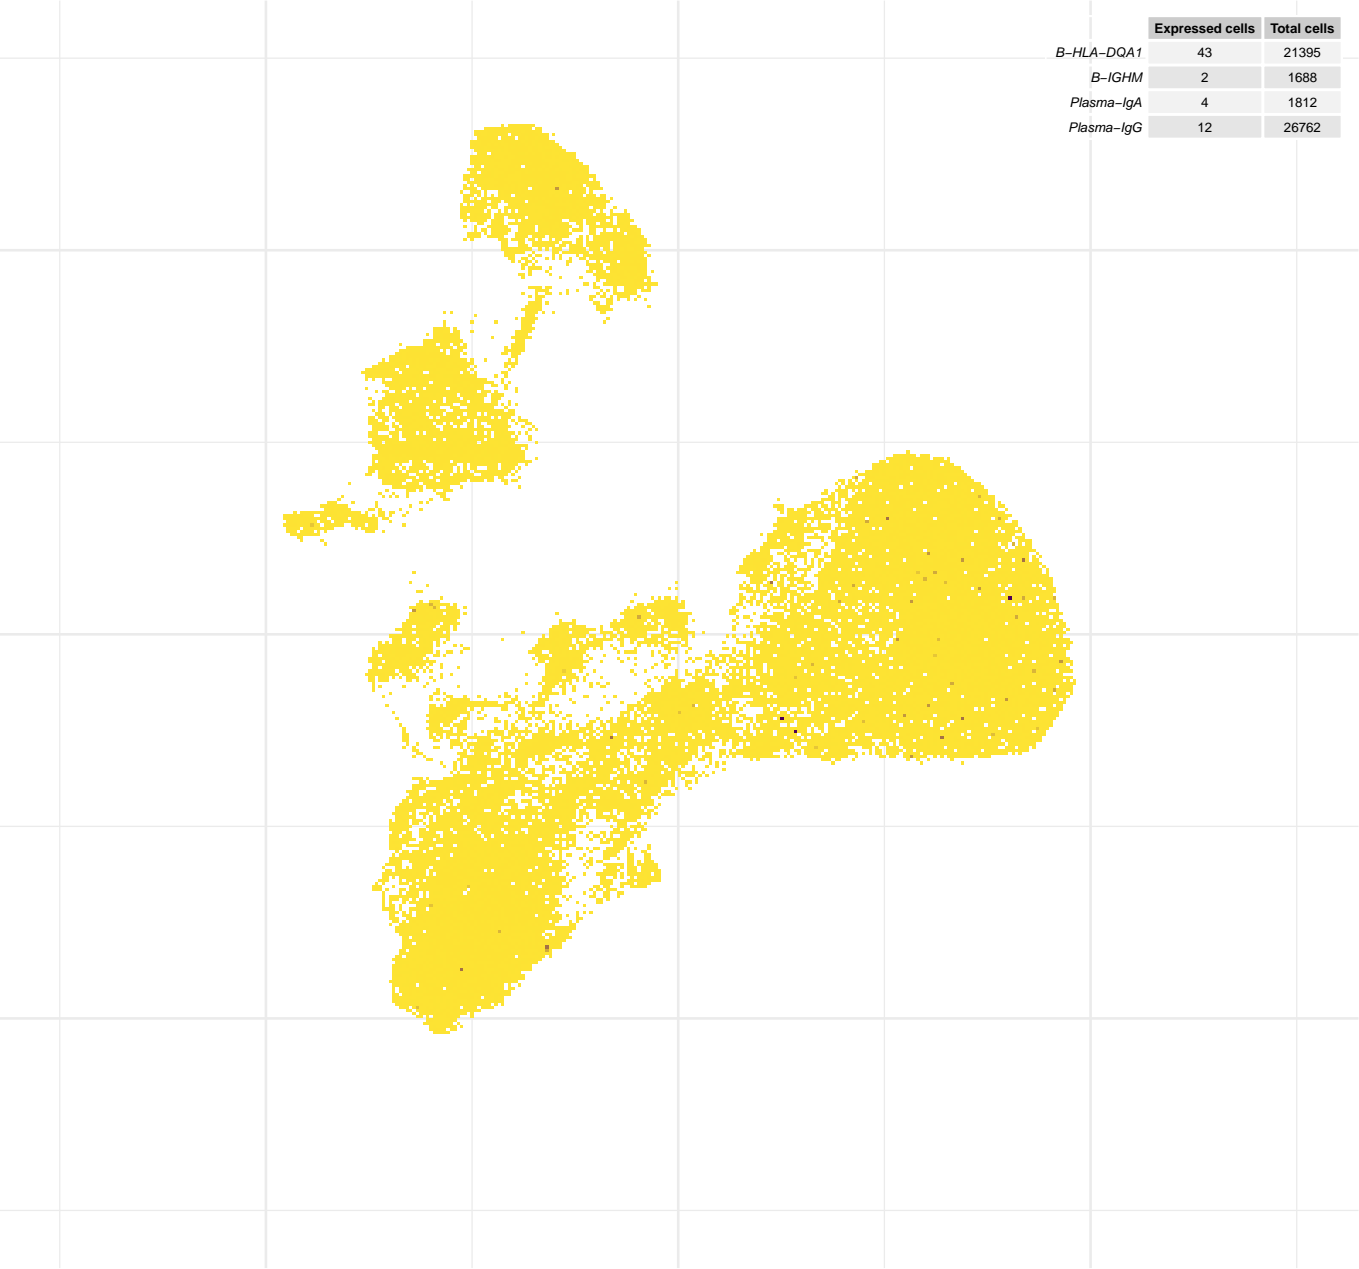 Expressed cells Total cells
B−HLA−DQA1 43 21395
B−IGHM 2 1688
Plasma−IgA 4 1812
Plasma−IgG 12 26762